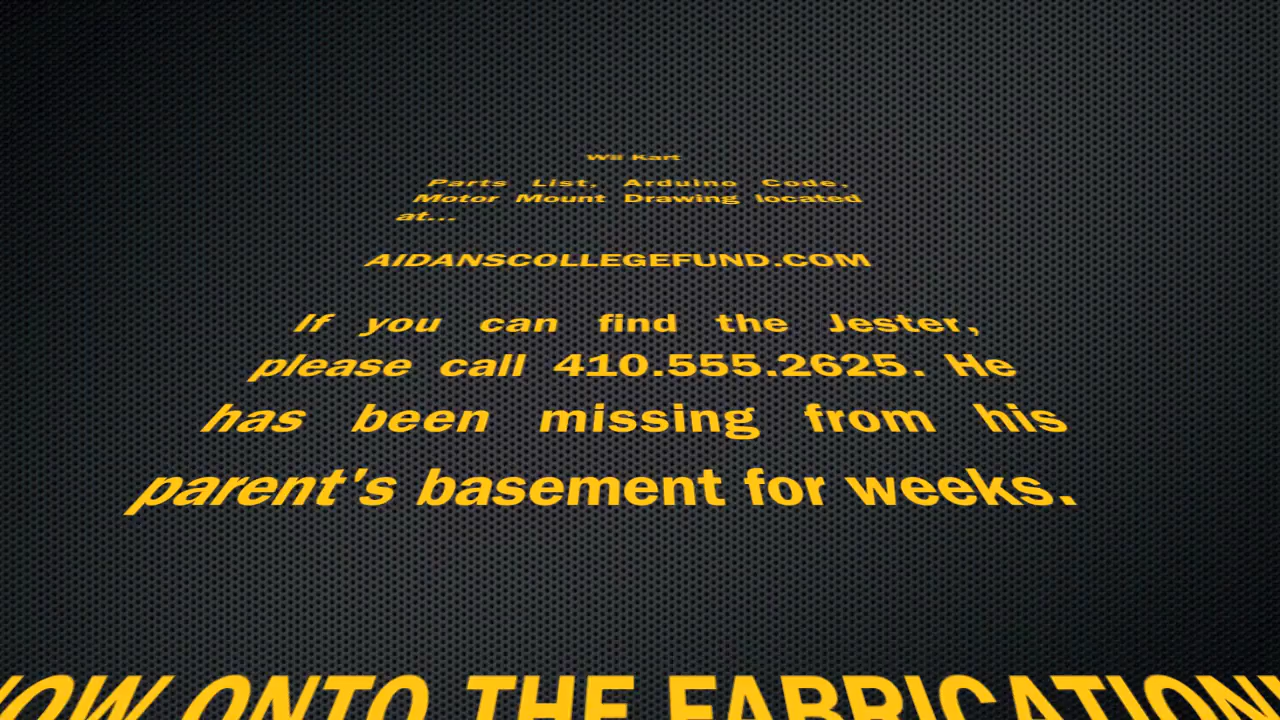 Wii Kart
Parts List, Arduino Code,
Motor Mount Drawing located
at...
AIDANSCOLLEGEFUND.COM
If you can find the Jester,
please call 410.555.2625. He
has been missing from his
parent's basement for weeks.
NOW ONTO THE FABRICATION!